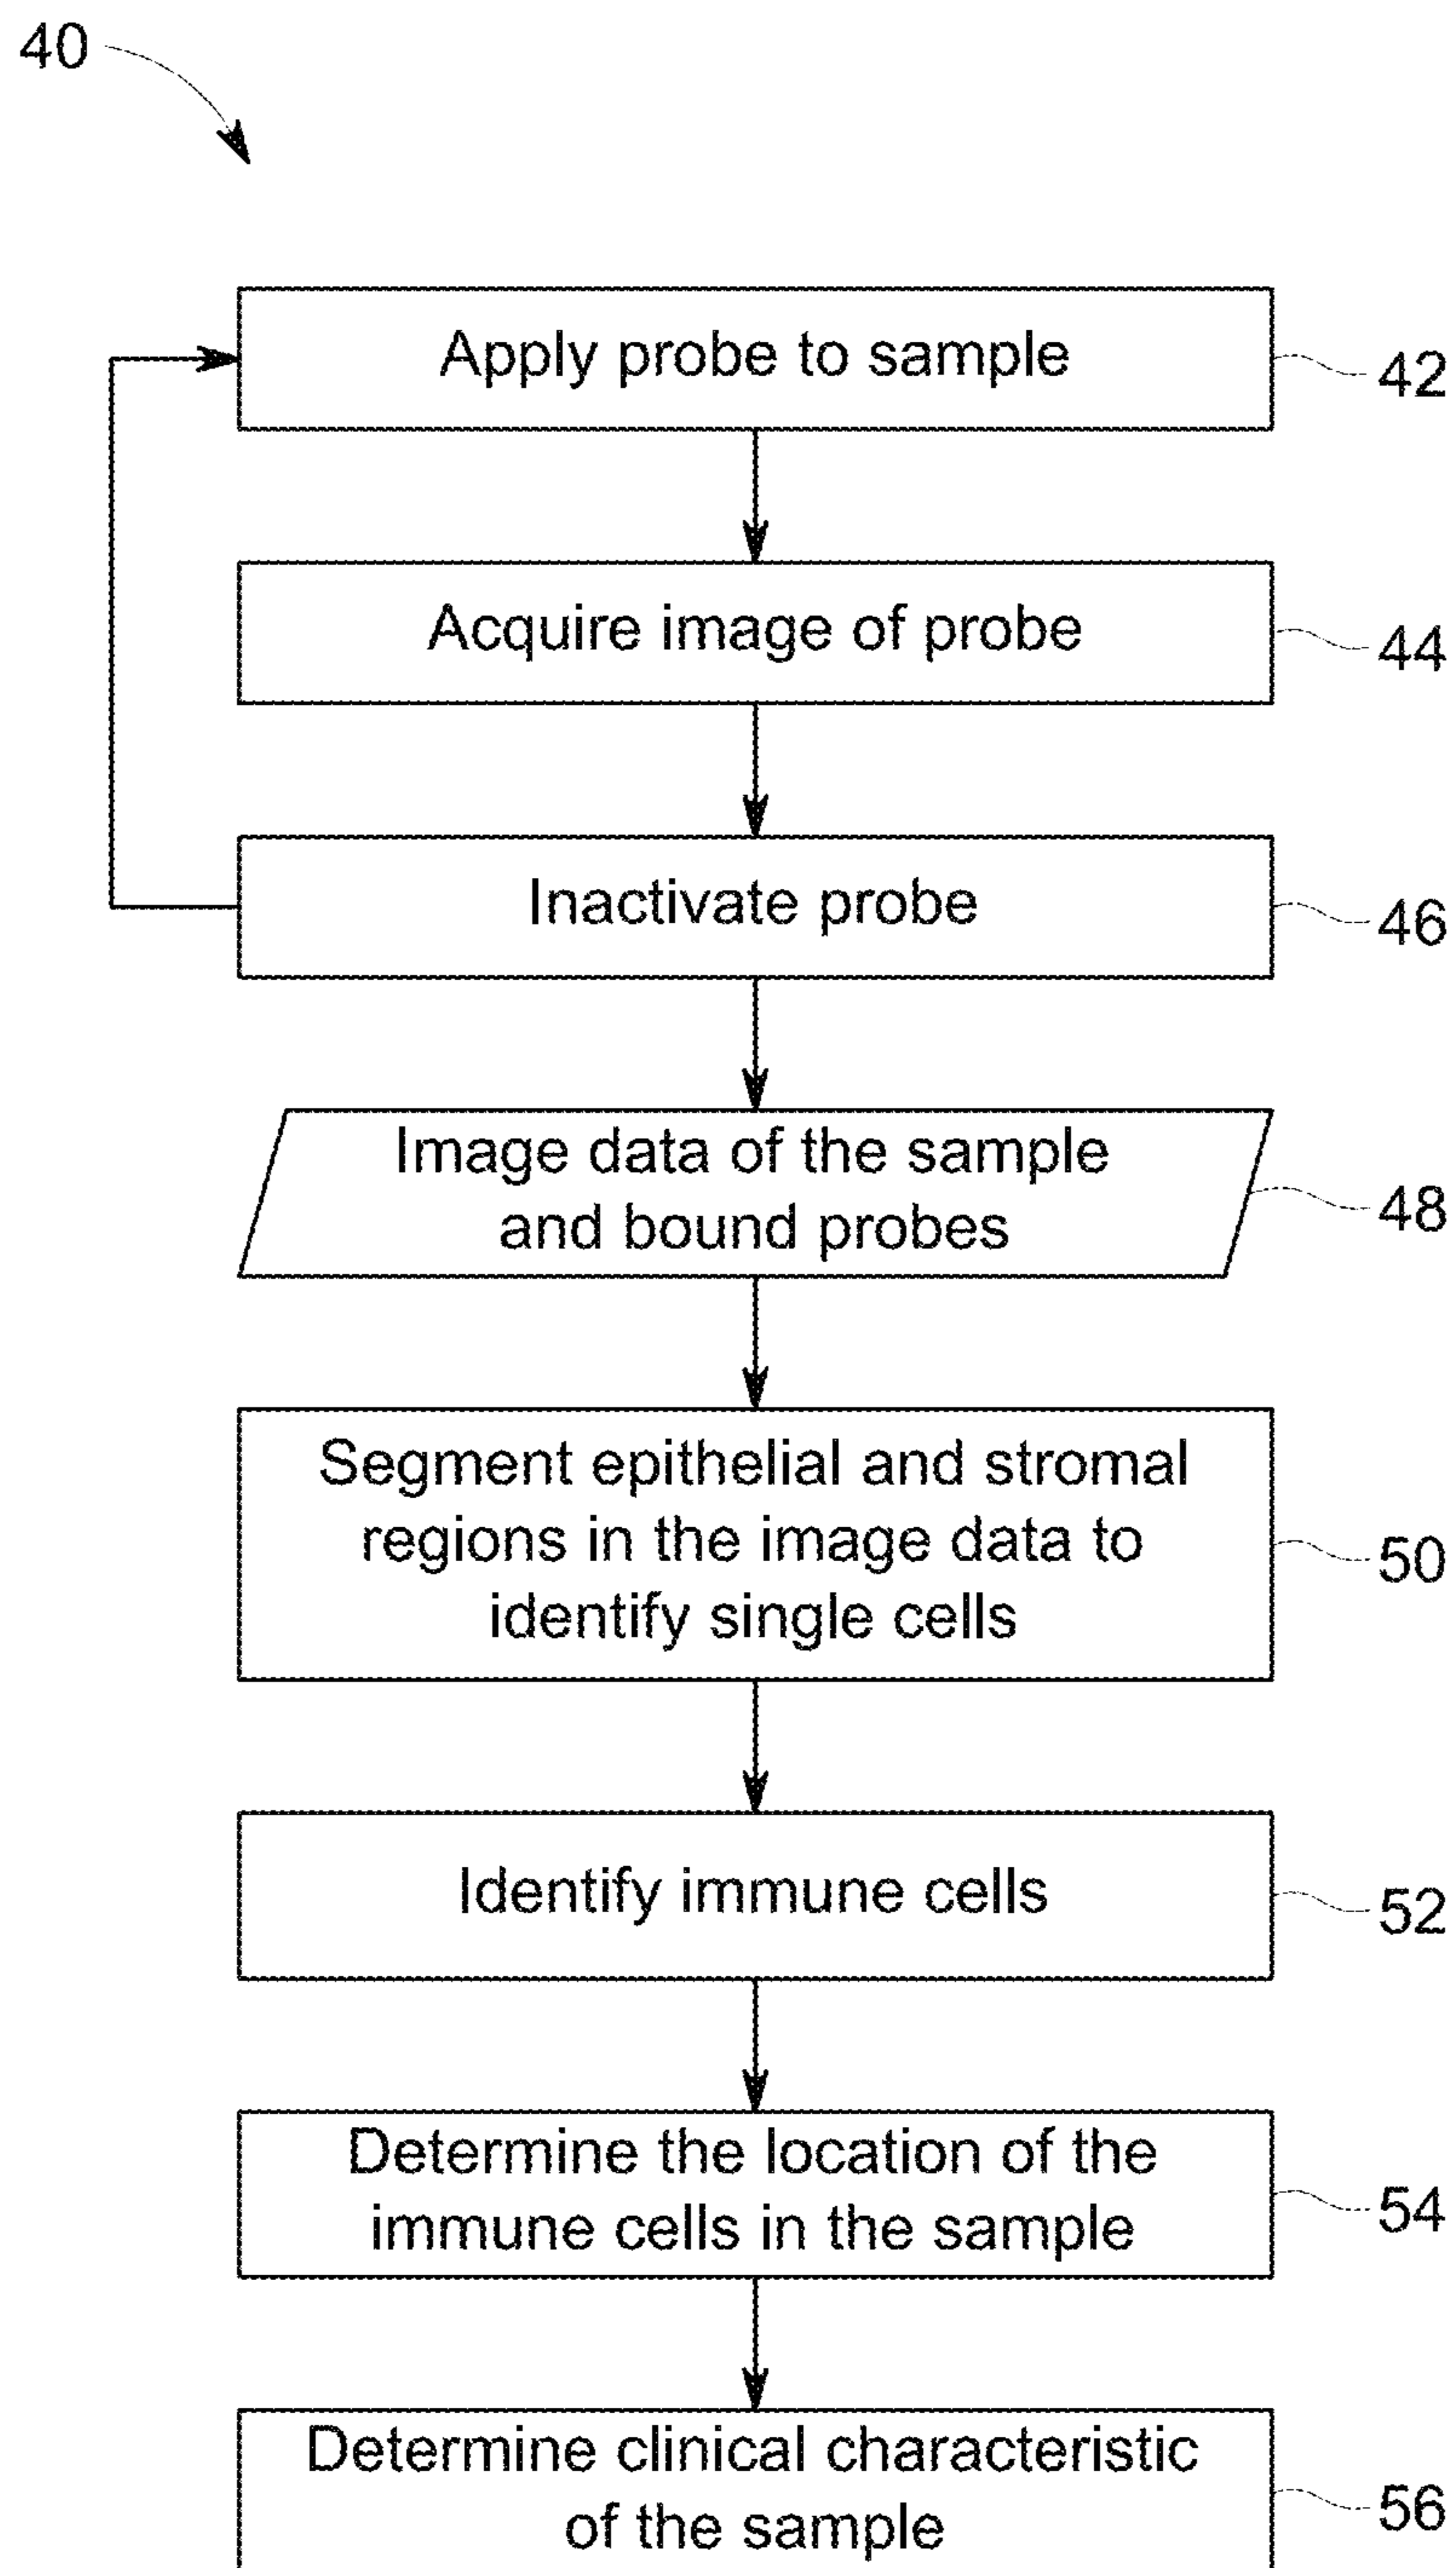 40
Apply probe to sample
42
Acquire image of probe
44
Inactivate probe
46
Image data of the sample
and bound probes
48
Segment epithelial and stromal
regions in the image data to
identify single cells
50
Identify immune cells
52
Determine the location of the
immune cells in the sample
54
Determine clinical characteristic
of the sample
56